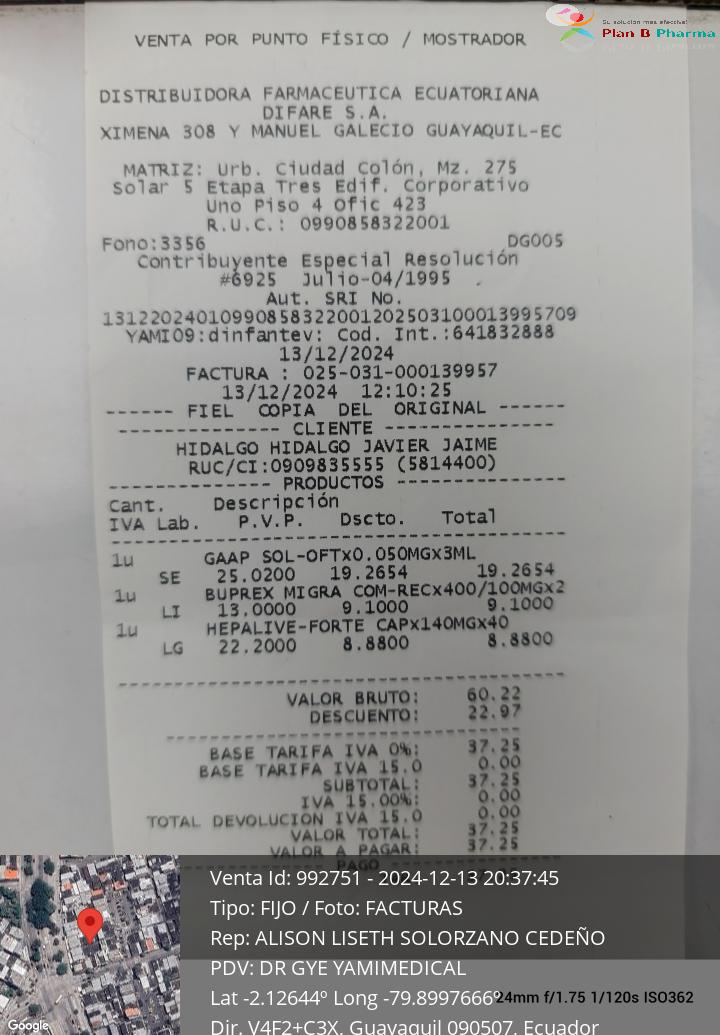 Su solución más efectiva!
Plan B Pharma
VENTA POR PUNTO FÍSICO / MOSTRADOR
DISTRIBUIDORA FARMACEUTICA ECUATORIANA
DIFARE S.A.
XIMENA 308 Y MANUEL GALECIO GUAYAQUIL-EC
MATRIZ: Urb. Ciudad Colón, Mz. 275
Solar 5 Etapa Tres Edif. Corporativo
Uno Piso 4 Ofic 423
R.U.C.: 0990858322001
Fono:3356 DG005
Contribuyente Especial Resolución
#6925 Julio-04/1995
Aut. SRI No.
13122024010990858322001202503100013995709
YAMI09:dinfantev: Cod. Int.:641832888
13/12/2024
FACTURA : 025-031-000139957
13/12/2024 12:10:25
------ FIEL COPIA DEL ORIGINAL ------
-------------- CLIENTE ---------------
HIDALGO HIDALGO JAVIER JAIME
RUC/CI:0909835555 (5814400)
-------------- PRODUCTOS --------------
Cant. Descripción
IVA Lab. P.V.P. Dscto. Total
1u GAAP SOL-OFTx0.050MGx3ML
SE 25.0200 19.2654 19.2654
1u BUPREX MIGRA COM-RECx400/100MGx2
LI 13.0000 9.1000 9.1000
1u HEPALIVE-FORTE CAPx140MGx40
LG 22.2000 8.8800 8.8800
VALOR BRUTO: 60.22
DESCUENTO: 22.97
BASE TARIFA IVA 0%: 37.25
BASE TARIFA IVA 15.0 0.00
SUBTOTAL: 37.25
IVA 15.00%: 0.00
TOTAL DEVOLUCION IVA 15.0 0.00
VALOR TOTAL: 37.25
VALOR A PAGAR: 37.25
PAGO
Venta Id: 992751 - 2024-12-13 20:37:45
Tipo: FIJO / Foto: FACTURAS
Rep: ALISON LISETH SOLORZANO CEDEÑO
PDV: DR GYE YAMIMEDICAL
Lat -2.12644º Long -79.8997666º
24mm f/1.75 1/120s ISO362
Dir. V4F2+C3X, Guayaquil 090507, Ecuador
Google